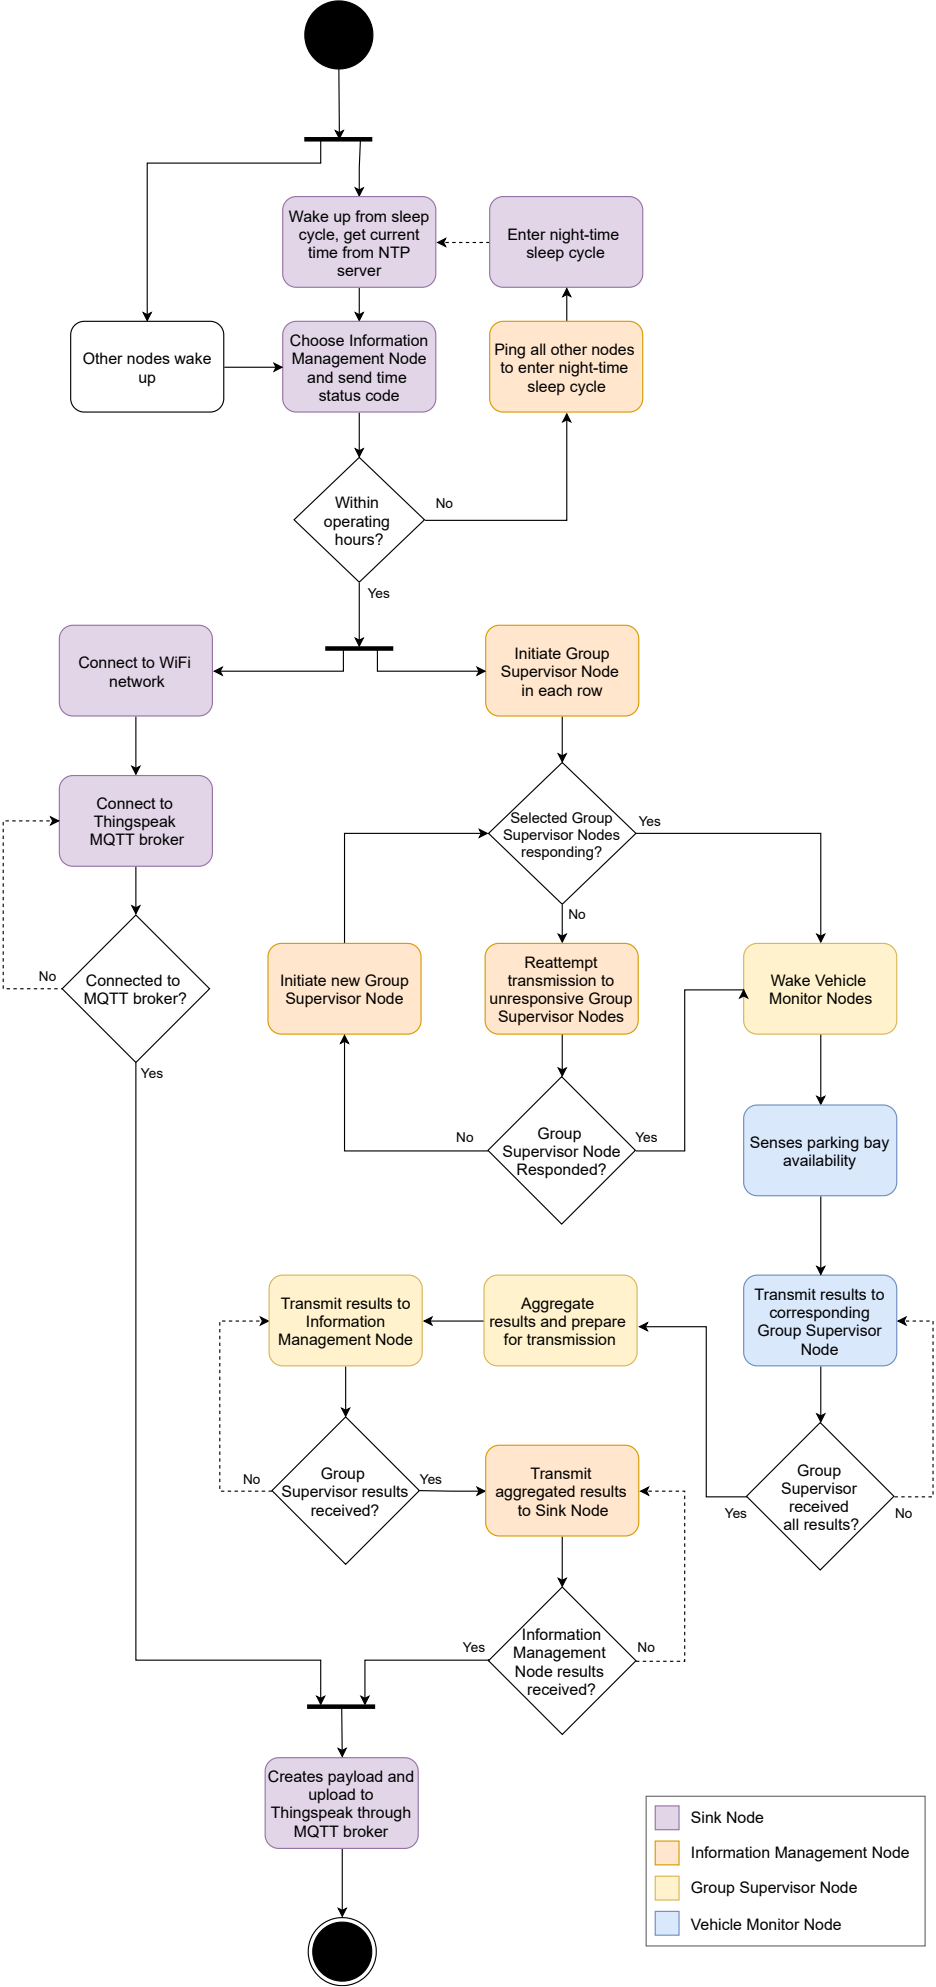 Wake up from sleep
cycle, get current
time from NTP
server
Enter night-time
sleep cycle
Other nodes wake
up
Choose Information
Management Node
and send time
status code
Ping all other nodes
to enter night-time
sleep cycle
Within
operating
hours?
No
Yes
Connect to WiFi
network
Initiate Group
Supervisor Node
in each row
Connect to
Thingspeak
MQTT broker
Selected Group
Supervisor Nodes
responding?
Yes
No
Connected to
MQTT broker?
No
Yes
Initiate new Group
Supervisor Node
Reattempt
transmission to
unresponsive Group
Supervisor Nodes
Wake Vehicle
Monitor Nodes
Group
Supervisor Node
Responded?
No
Yes
Senses parking bay
availability
Transmit results to
Information
Management Node
Aggregate
results and prepare
for transmission
Transmit results to
corresponding
Group Supervisor
Node
Group
Supervisor results
received?
No
Yes
Transmit
aggregated results
to Sink Node
Group
Supervisor
received
all results?
Yes
No
Information
Management
Node results
received?
Yes
No
Creates payload and
upload to
Thingspeak through
MQTT broker
Sink Node
Information Management Node
Group Supervisor Node
Vehicle Monitor Node